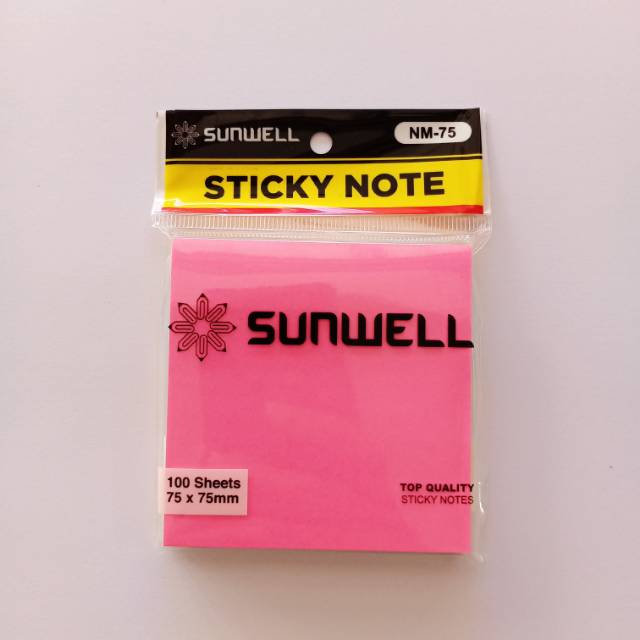 SUNWELL
NM-75
STICKY NOTE
SUNWELL
100 Sheets
75 x 75mm
TOP QUALITY
STICKY NOTES